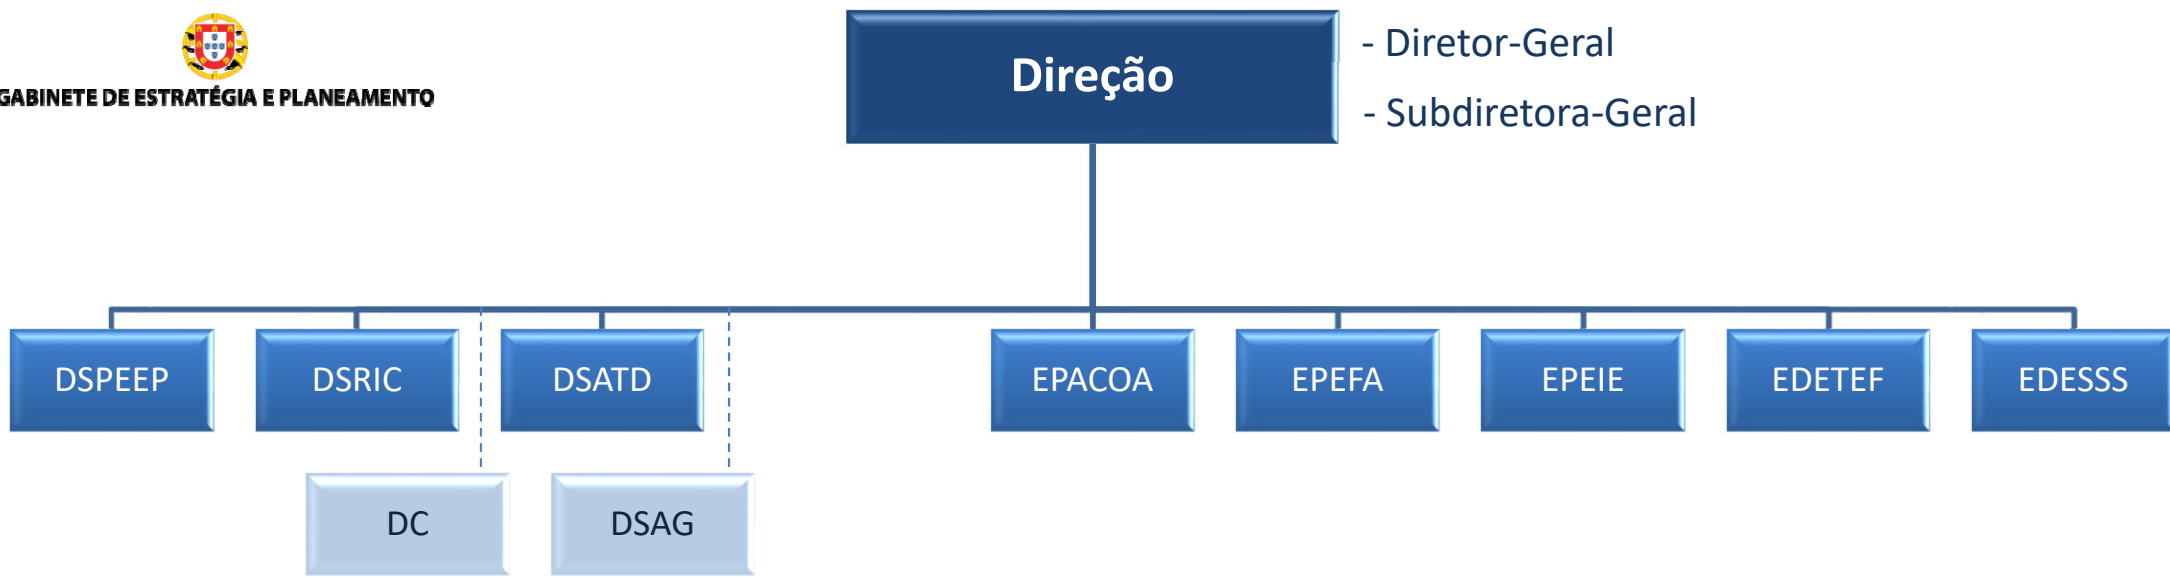 GABINETE DE ESTRATÉGIA E PLANEAMENTO
Direção
- Diretor-Geral
- Subdiretora-Geral
DSPEEP
DSRIC
DSATD
EPACOA
EPEFA
EPEIE
EDETEF
EDESSS
DC
DSAG